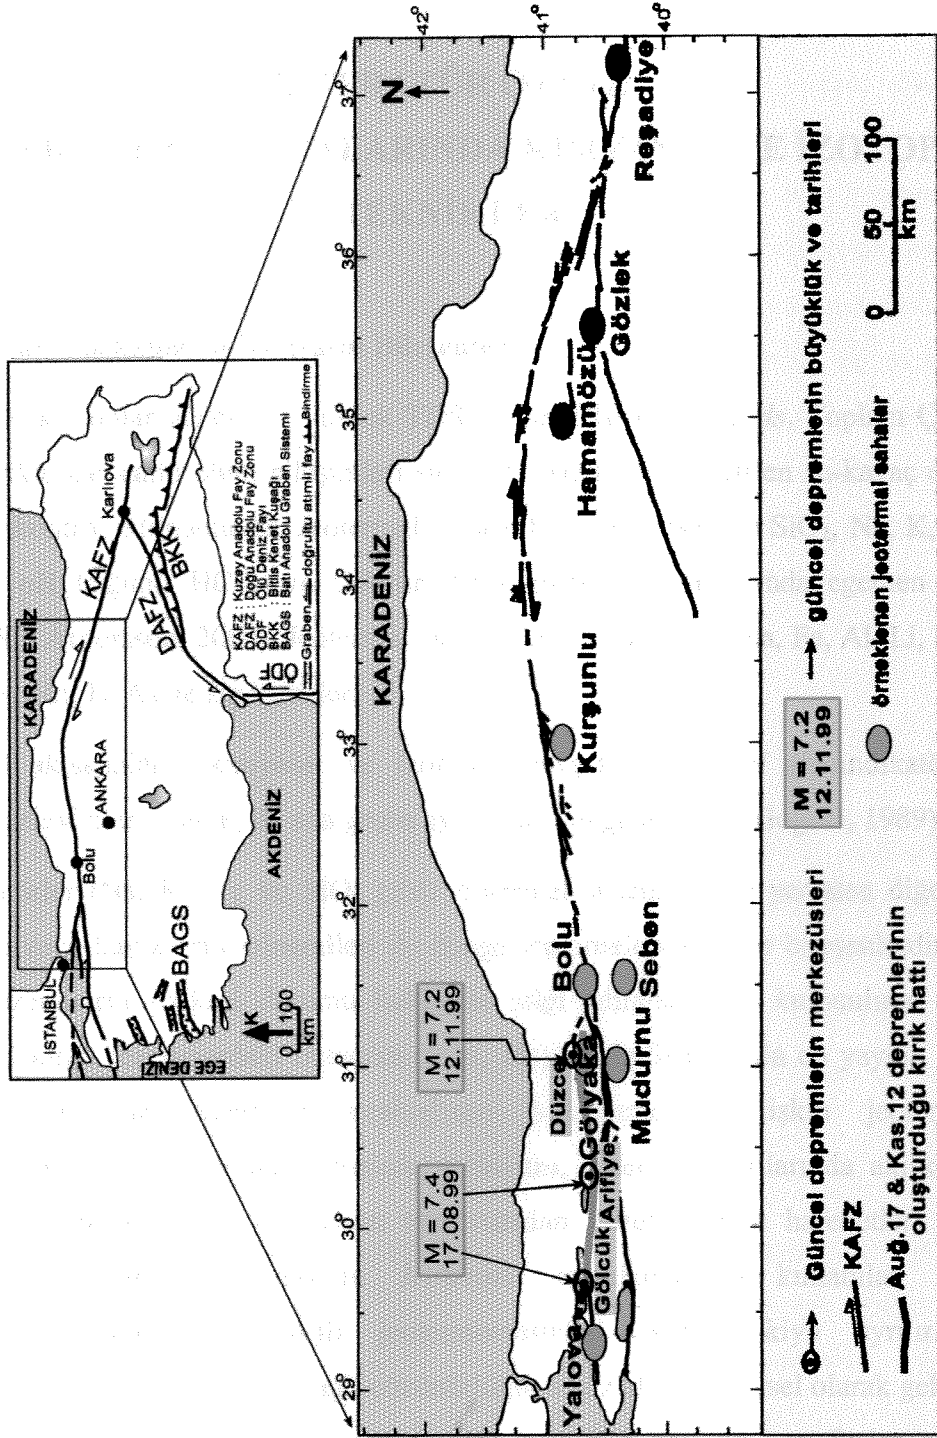 KARADENİZ
İSTANBUL
Bolu
ANKARA
KAFZ
Karlıova
DAFZ
BKK
BAGS
EGE DENİZİ
AKDENİZ
ÖDF
K
0 100
km
KAFZ : Kuzey Anadolu Fay Zonu
DAFZ : Doğu Anadolu Fay Zonu
ÖDF : Ölü Deniz Fayı
BKK : Bitlis Kenet Kuşağı
BAGS : Batı Anadolu Graben Sistemi
Graben doğrultu atımlı fay Bindirme
29° 30° 31° 32° 33° 34° 35° 36° 37°
42°
41°
40°
N
KARADENİZ
M = 7.4
17.08.99
M = 7.2
12.11.99
Yalova
Gölcük
Arifiye
Gölyaka
Düzce
Bolu
Mudurnu
Seben
Kurşunlu
Hamamözü
Gözlek
Reşadiye
Güncel depremlerin merkezüsleri
KAFZ
Auğ.17 & Kas.12 depremlerinin
oluşturduğu kırık hattı
M = 7.2
12.11.99
güncel depremlerin büyüklük ve tarihleri
örneklenen jeotermal sahalar
0 50 100
km